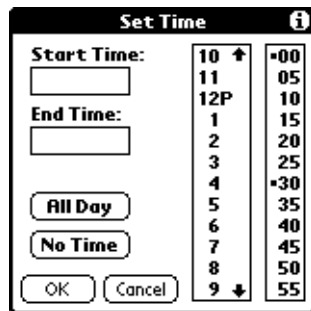 Set Time
Start Time:
End Time:
All Day
No Time
OK
Cancel
10
11
12P
1
2
3
4
5
6
7
8
9
00
05
10
15
20
25
30
35
40
45
50
55